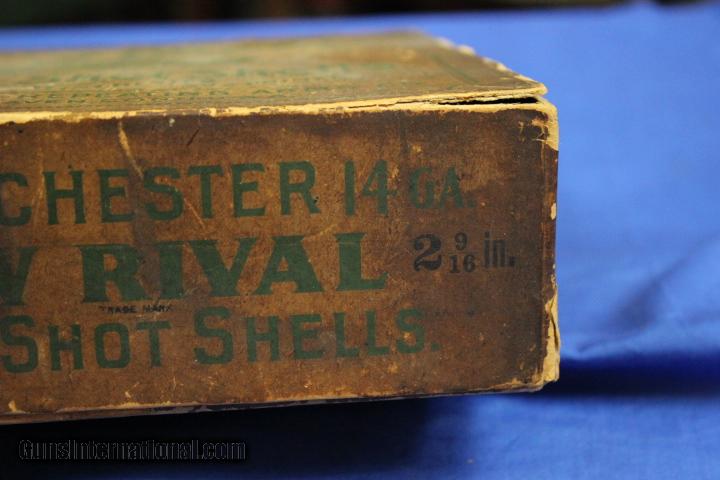 CHESTER 14 GA.
RIVAL 2 9/16 in.
TRADE MARK
SHOT SHELLS.
GunsInternational.com